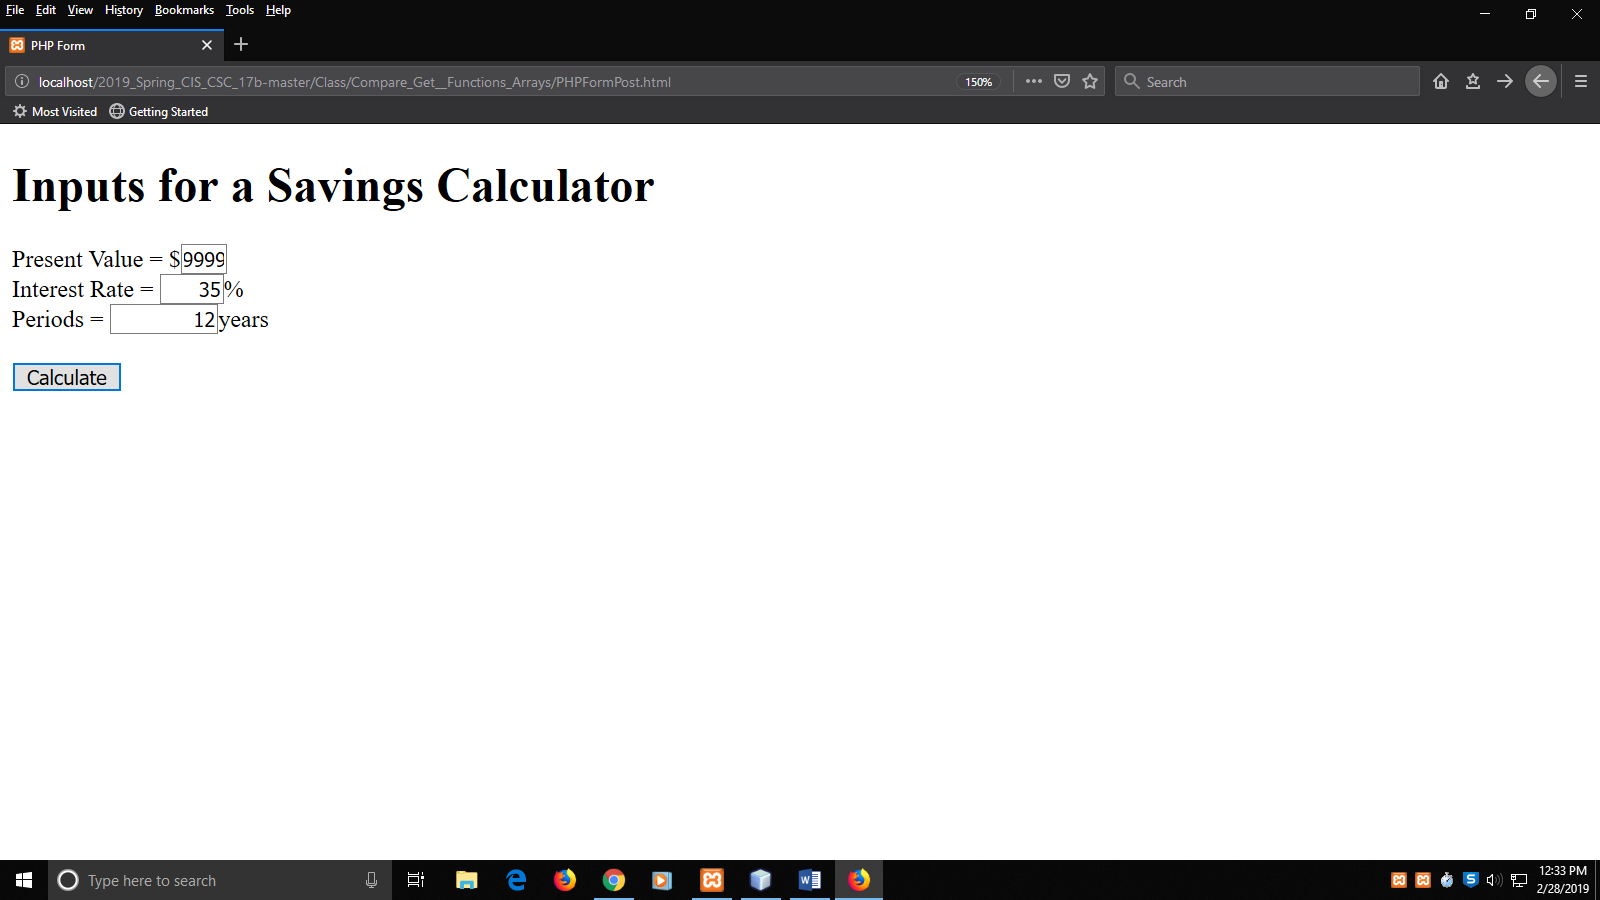 File Edit View History Bookmarks Tools Help
PHP Form
localhost/2019_Spring_CIS_CSC_17b-master/Class/Compare_Get__Functions_Arrays/PHPFormPost.html 150% Search
Most Visited Getting Started
Inputs for a Savings Calculator
Present Value = $9999
Interest Rate = 35%
Periods = 12years
Calculate
Type here to search
12:33 PM
2/28/2019